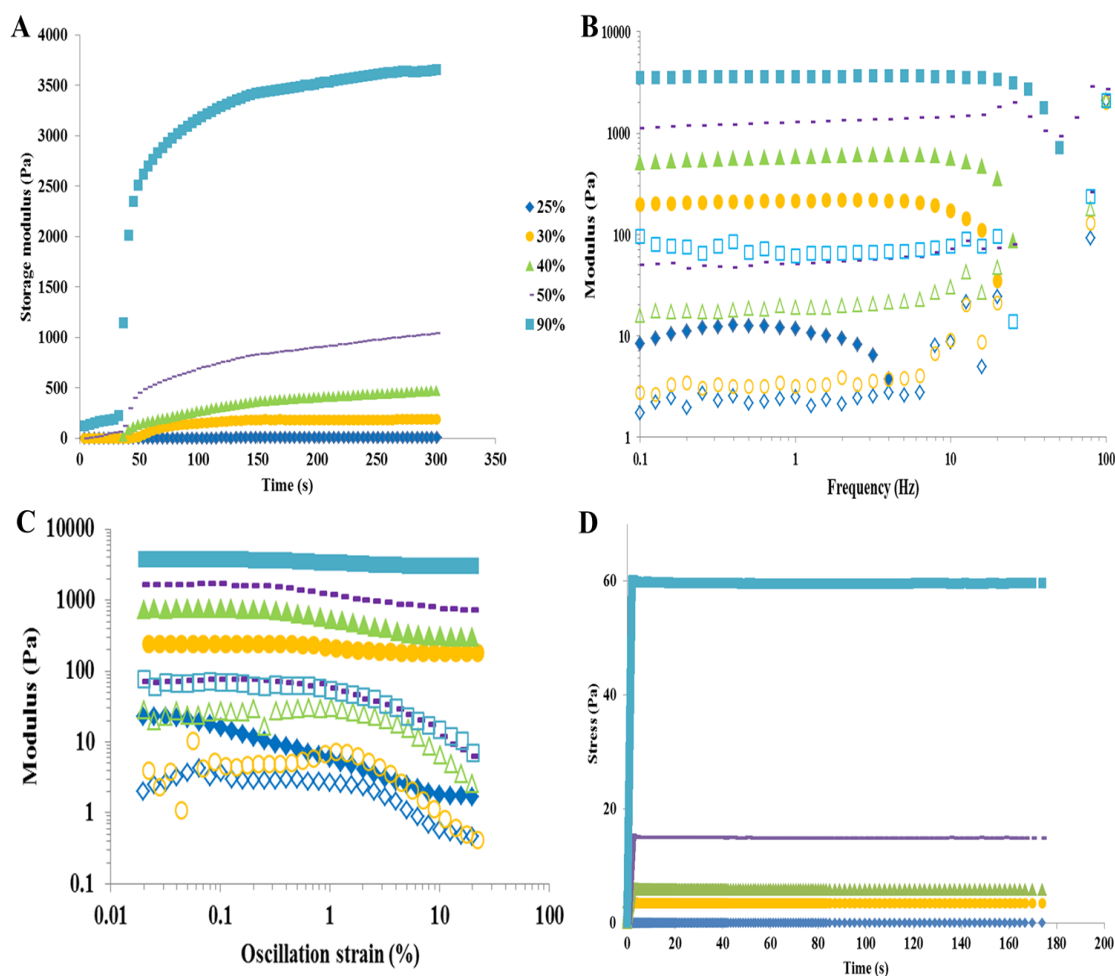 A
4000
3500
3000
2500
2000
1500
1000
500
0
Storage modulus (Pa)
0 50 100 150 200 250 300 350
Time (s)
25%
30%
40%
50%
90%
B
10000
1000
100
10
1
Modulus (Pa)
0.1 1 10 100
Frequency (Hz)
C
10000
1000
100
10
1
0.1
Modulus (Pa)
0.01 0.1 1 10 100
Oscillation strain (%)
D
60
40
20
0
Stress (Pa)
0 20 40 60 80 100 120 140 160 180 200
Time (s)